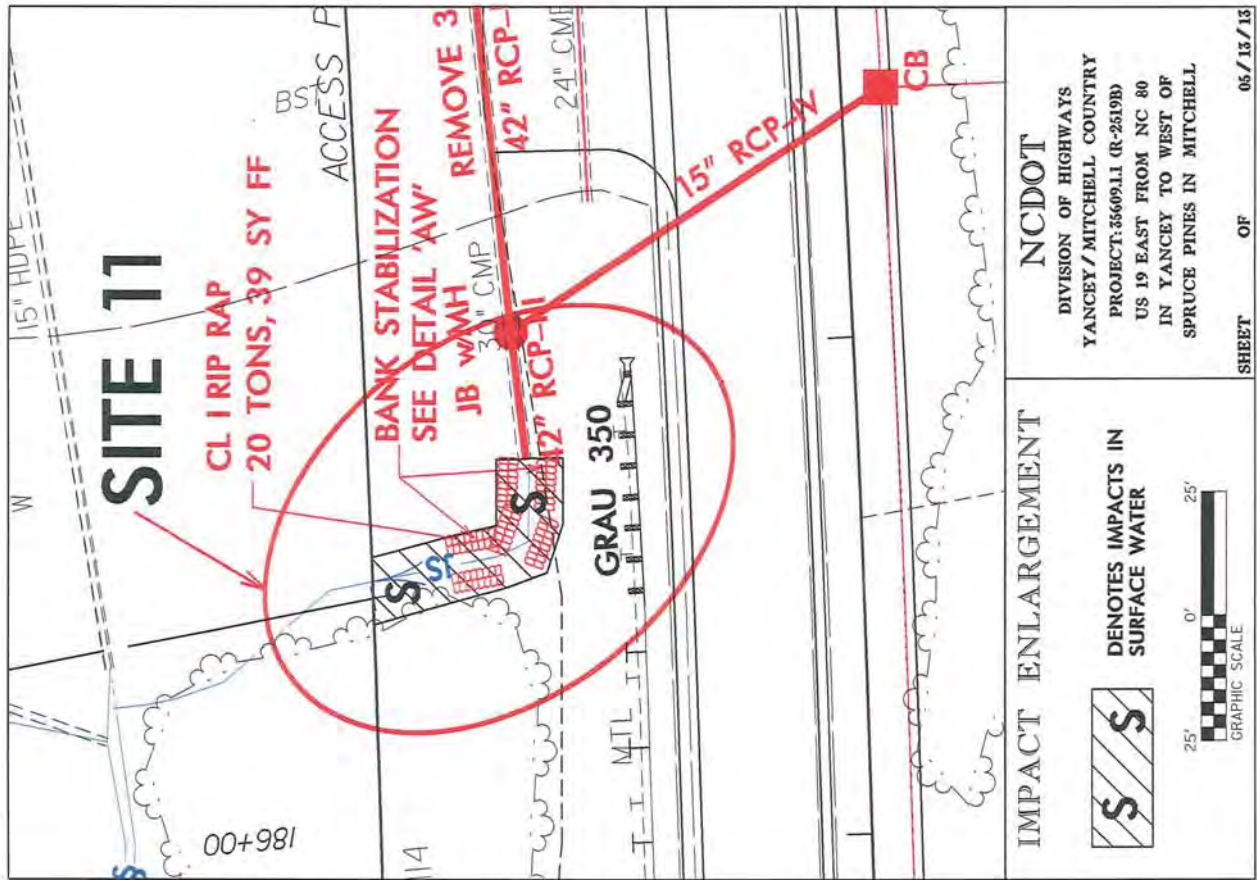 15" HDPE
W
SITE 11
CL I RIP RAP
20 TONS, 39 SY FF
BST
ACCESS P
BANK STABILIZATION
SEE DETAIL 'AW'
JB W/MH
REMOVE 3
42" RCP-
24" CMP
CMP
42" RCP-III
15" RCP-IV
CB
S
S
GRAU 350
MTL
186+00
114
IMPACT ENLARGEMENT
S S
DENOTES IMPACTS IN
SURFACE WATER
25' 0' 25'
GRAPHIC SCALE
NCDOT
DIVISION OF HIGHWAYS
YANCEY/MITCHELL COUNTRY
PROJECT:35609.1.1 (R-2519B)
US 19 EAST FROM NC 80
IN YANCEY TO WEST OF
SPRUCE PINES IN MITCHELL
SHEET OF 05/13/13